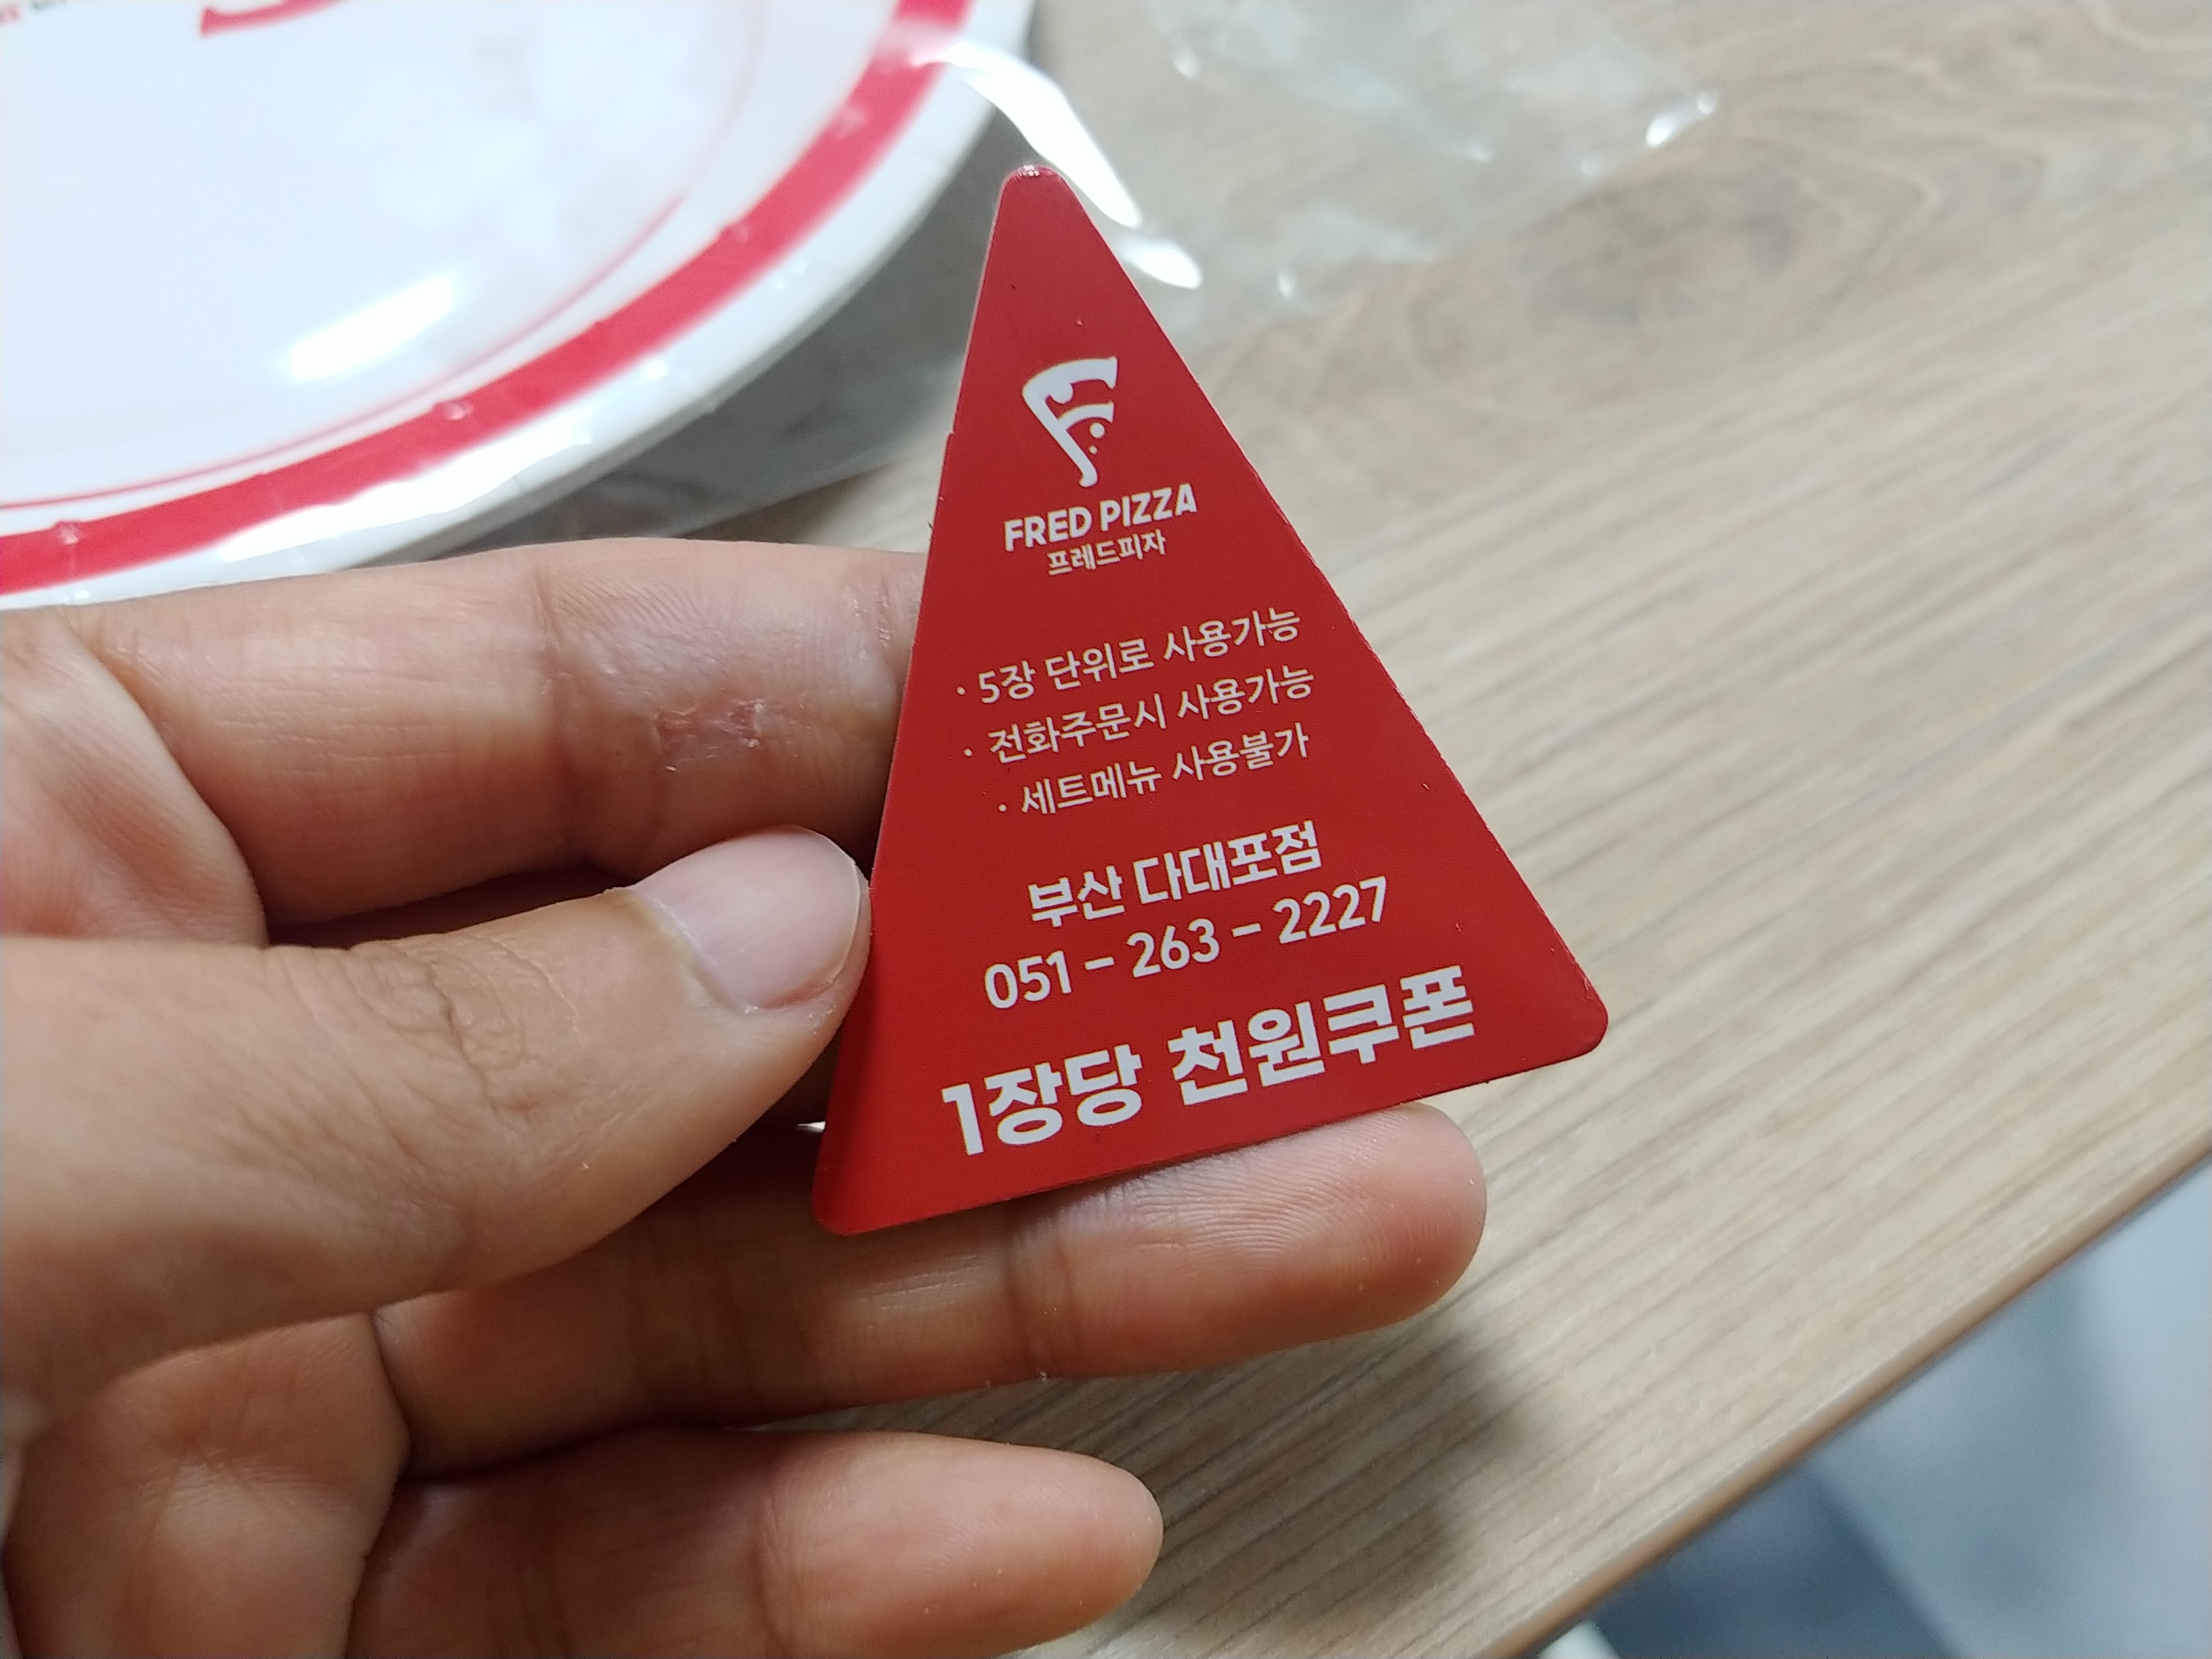 FRED PIZZA
프레드피자
· 5장 단위로 사용가능
· 전화주문시 사용가능
· 세트메뉴 사용불가
부산 다대포점
051 - 263 - 2227
1장당 천원쿠폰